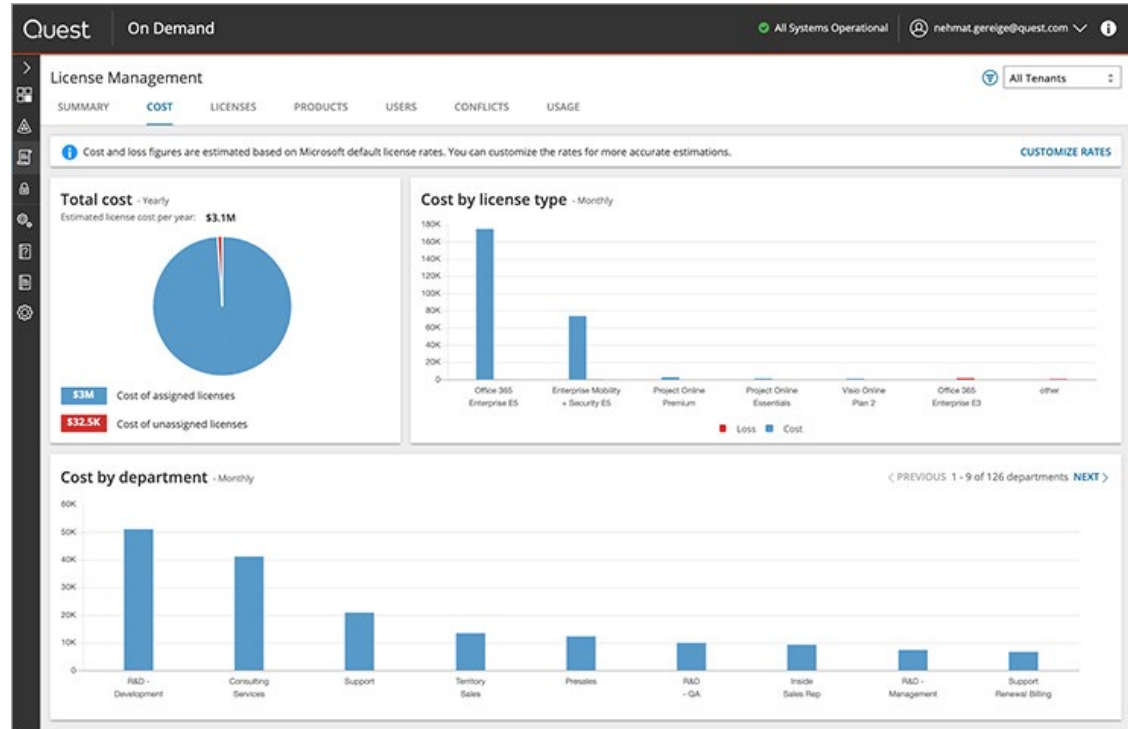 Quest On Demand All Systems Operational nehmat.gereige@quest.com
License Management All Tenants
SUMMARY COST LICENSES PRODUCTS USERS CONFLICTS USAGE
Cost and loss figures are estimated based on Microsoft default license rates. You can customize the rates for more accurate estimations. CUSTOMIZE RATES
Total cost - Yearly
Estimated license cost per year: $3.1M
$3M Cost of assigned licenses
$32.5K Cost of unassigned licenses
Cost by license type - Monthly
180K
160K
140K
120K
100K
80K
60K
40K
20K
0
Office 365 Enterprise Mobility Project Online Project Online Visio Online Office 365 other
Enterprise E5 + Security E5 Premium Essentials Plan 2 Enterprise E3
Loss Cost
Cost by department - Monthly < PREVIOUS 1 - 9 of 126 departments NEXT >
60K
50K
40K
30K
20K
10K
0
R&D - Consulting Support Territory Presales R&D Inside R&D - Support
Development Services Sales - QA Sales Rep Management Renewal Billing